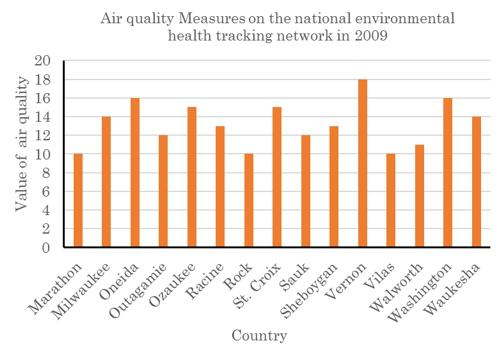 Air quality Measures on the national environmental
health tracking network in 2009
Value of air quality
20
18
16
14
12
10
8
6
4
2
0
Marathon
Milwaukee
Oneida
Outagamie
Ozaukee
Racine
Rock
St. Croix
Sauk
Sheboygan
Vernon
Vilas
Walworth
Washington
Waukesha
Country